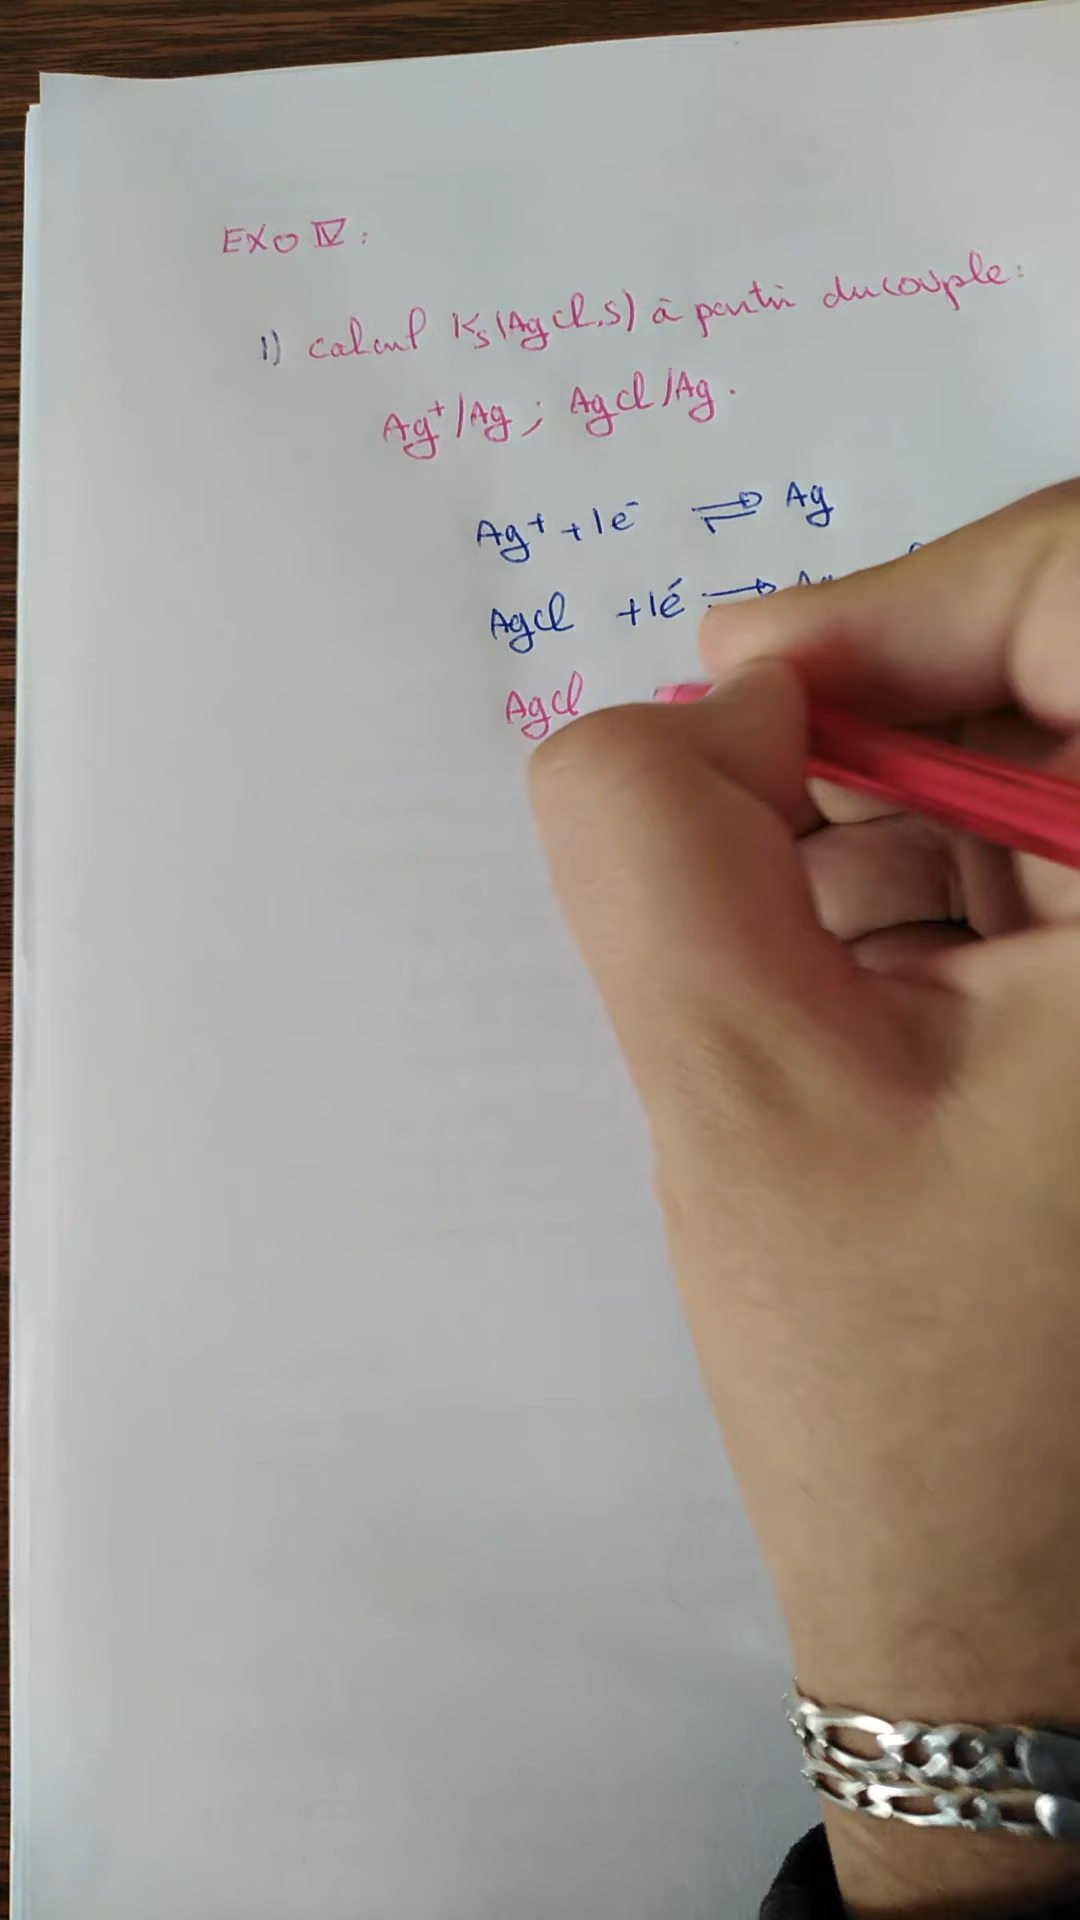 EXO IV:
1) calcul Ks(AgCl,s) à partir du couple:
Ag⁺/Ag ; AgCl/Ag.
Ag⁺ + 1e⁻ ⇌ Ag
AgCl + 1é →
AgCl